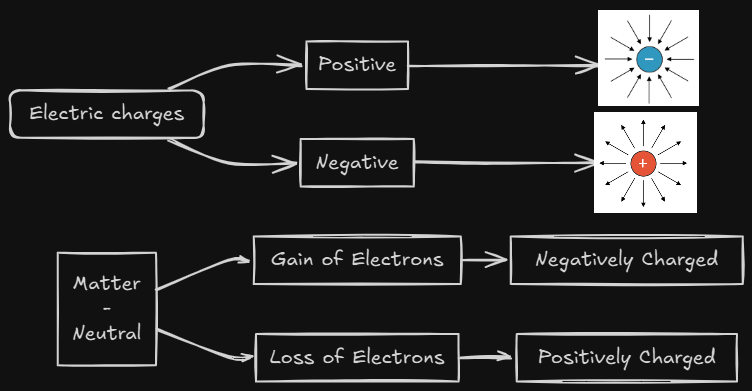 Electric charges
Positive
−
Negative
+
Matter
-
Neutral
Gain of Electrons
Negatively Charged
Loss of Electrons
Positively Charged